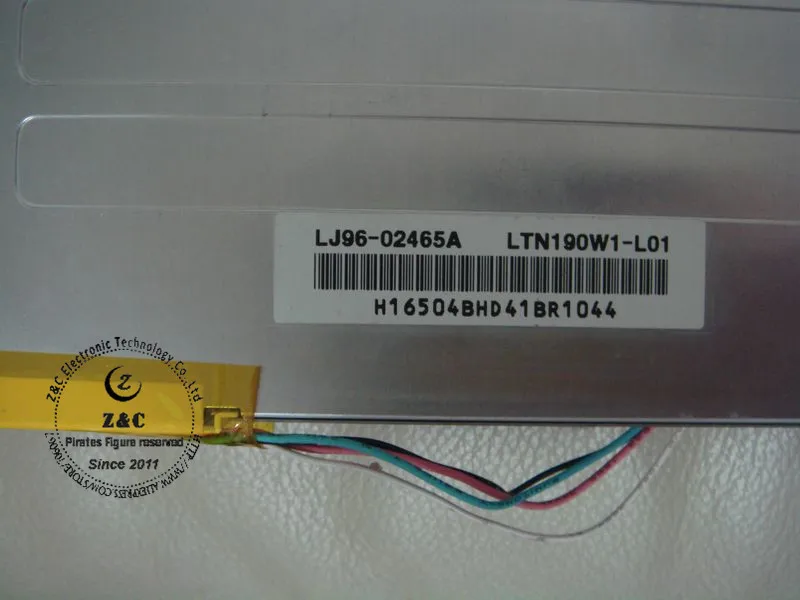 LJ96-02465A LTN190W1-L01
H16504BHD41BR1044
Z&C Electronic Technology Co., Ltd
Z
Z&C
Pirates Figure reserved
Since 2011